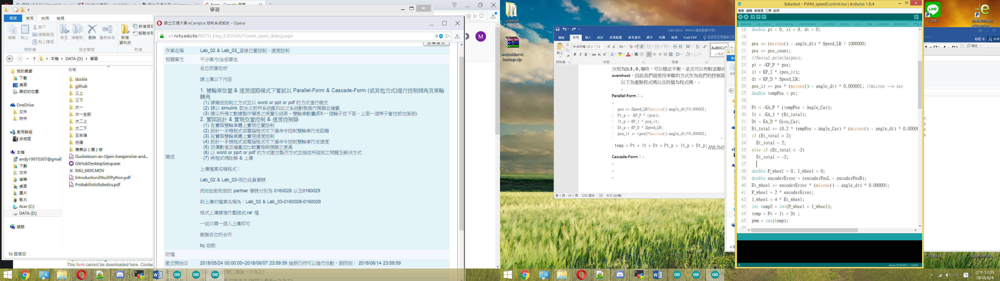 學習
檔案 常用 共用 檢視
複製 貼上 剪下 複製路徑 貼上捷徑 移至 複製到 刪除 重新命名 新增資料夾 新增項目 輕鬆存取
剪貼簿 組合管理 新增
本機 DATA (D:) 學習
名稱
我的最愛
下載
桌面
最近的位置
OneDrive
文件
附件
家用群組
余柏陞
本機
andy19970307@gmail
下載
文件
音樂
桌面
圖片
影片
Acer (C:)
DATA (D:)
網路
duckie
github
三上
三下
大一
大一全部
大二上
大二下
五年碩
托福
專業必（選）修
Duckietown-an-Open-Inexpensive-and...
GitHubDesktopSetup.exe
IMG_6895.MOV
Introduction20to20Python.pdf
ProbabilisticRobotics.pdf
16 個項目
This form cannot be downloaded here. Contac
國立交通大學 eCampus 控制系統設計 - Opera
e3.nctu.edu.tw/NCTU_Easy_E3P/LMS31/web_open_dialog.aspx
0
放棄繳交
作業名稱 Lab_02 & Lab_03_直線位置控制、速度控制
相關單元 不分單元/全部學生
簡述
各位同學您好
請上傳以下內容
1. 雙輪車位置 & 速度迴路模式下嘗試以 Parallel-Form & Cascade-Form (或其他方式)進行控制傾角及車輪
轉角
(1) 請簡述控制之方式並以 word or ppt or pdf 的方式進行繳交
(2) 請以 simulink 配合之前所系統鑑別出之系統動態進行模擬並繪圖
(3) 請以所得之數據製作簡易之視覺化結果 - 雙輪車動畫(EX:一個輪子在下面，上面一個桿子會往前往後倒)
2. 實際設計 & 實現位置控制 & 速度控制器
(1) 在實際雙輪車體上實現位置控制
(2) 設計一手機程式或電腦程式可下達命令控制雙輪車行走距離
(3) 在實際雙輪車體上實現速度控制
(4) 設計一手機程式或電腦程式可下達命令控制雙輪車行走速度
(5) 回傳數值並繪圖並比較實際與模擬之差異
(6) 以 word or pprt or pdf 的方式繳交製作方式並描述所碰到之問題及解決方式
(7) 將程式碼註解 & 上傳
上傳檔案名稱格式：
Lab_02 & Lab_03-兩位組員學號
例如助教和我的 partner 學號分別為 0160028 以及0160029
則上傳的檔案名稱為：Lab_02 & Lab_03-0160028-0160029
格式上傳請進行壓縮成.rar 檔
一組只需一個人上傳即可
謝謝各位的合作
by 助教
附檔
繳交開始日 2018/05/24 00:00:00~2018/06/07 23:59:59 逾期仍然可以進行活動，期限到： 2018/06/14 23:59:59
M
control
MobaXterm backup.zip
Lab2.docx - Word (產品啟動失敗)
檔案 常用 插入 設計 版面配置 參考資料 郵件 校閱 檢視 Foxit PDF
新細明體 (本文 12
剪貼簿 字型 段落
分別為(1.3 , 0 , 0)時，可以穩定平衡，並且可以有較並聯高
overshoot，因此我們就使用串聯的方式作為我們的控制器
以下為重點程式碼以及附檔為程式碼。
Parallel-Form：
pos += Speed_LR*(micros()-angle_dt)*0.000001;
Pt_p = -KP_P * (pos);
It_p = KP_I * pos_it;
Dt_p = KP_D * Speed_LR;
pos_it += (pos)*(micros()-angle_dt)*0.000001;
temp = Pt + It + Dt + Pt_p + It_p + Dt_p;//此為位
Cascade-Form：
第 1 頁，共 1 頁 252 個字 中文 (台灣)
Balanbot - PWM_speedControl.ino | Arduino 1.8.4
檔案 編輯 草稿碼 工具 說明
18 double pt = 0, it = 0, dt = 0;
19
20 pos += (micros() - angle_dt) * Speed_LR / 1000000;
21 pos += pos_count;
22 //Serial.println(pos);
23 pt = -KP_P * pos;
24 it = KP_I * (pos_it);
25 dt = KP_D * Speed_LR;
26 pos_it += pos * (micros() - angle_dt) * 0.000001; //micros --> sec
27 double tempPos = pt;
28
29 Pt = -KA_P * (tempPos - Angle_Car);
30 It = -KA_I * (Et_total);
31 Dt = KA_D * Gyro_Car;
32 Et_total += (0.2 * tempPos - Angle_Car) * (micros() - angle_dt) * 0.00000
33 if (Et_total > 2)
34 Et_total = 2;
35 else if (Et_total < -2)
36 Et_total = -2;
37
38 double P_wheel = 0, I_wheel = 0;
39 double encoderError = (encoderPosL - encoderPosR);
40 Et_wheel += encoderError * (micros() - angle_dt) * 0.000001;
41 P_wheel = 2 * encoderError;
42 I_wheel = 4 * Et_wheel;
43 int temp2 = int(P_wheel + I_wheel);
44 temp = Pt + It + Dt ;
45 pwm = int(temp);
LINE
SolidWorks eDrawing...
CV.docx
BalanceRob...
上午 12:39
2018/6/4